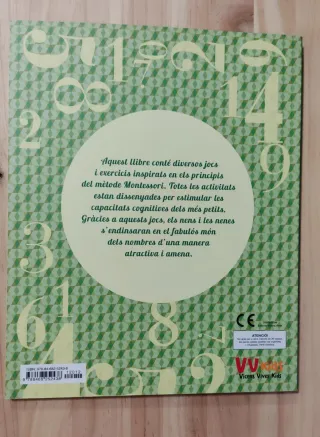 Aquest llibre conté diversos jocs
i exercicis inspirats en els principis
del mètode Montessori. Totes les activitats
estan dissenyades per estimular les
capacitats cognitives dels més petits.
Gràcies a aquests jocs, els nens i les nenes
s'endinsaran en el fabulós món
dels nombres d'una manera
atractiva i amena.
CE
ATENCIÓ!
VVKids
Vicens Vives Kids